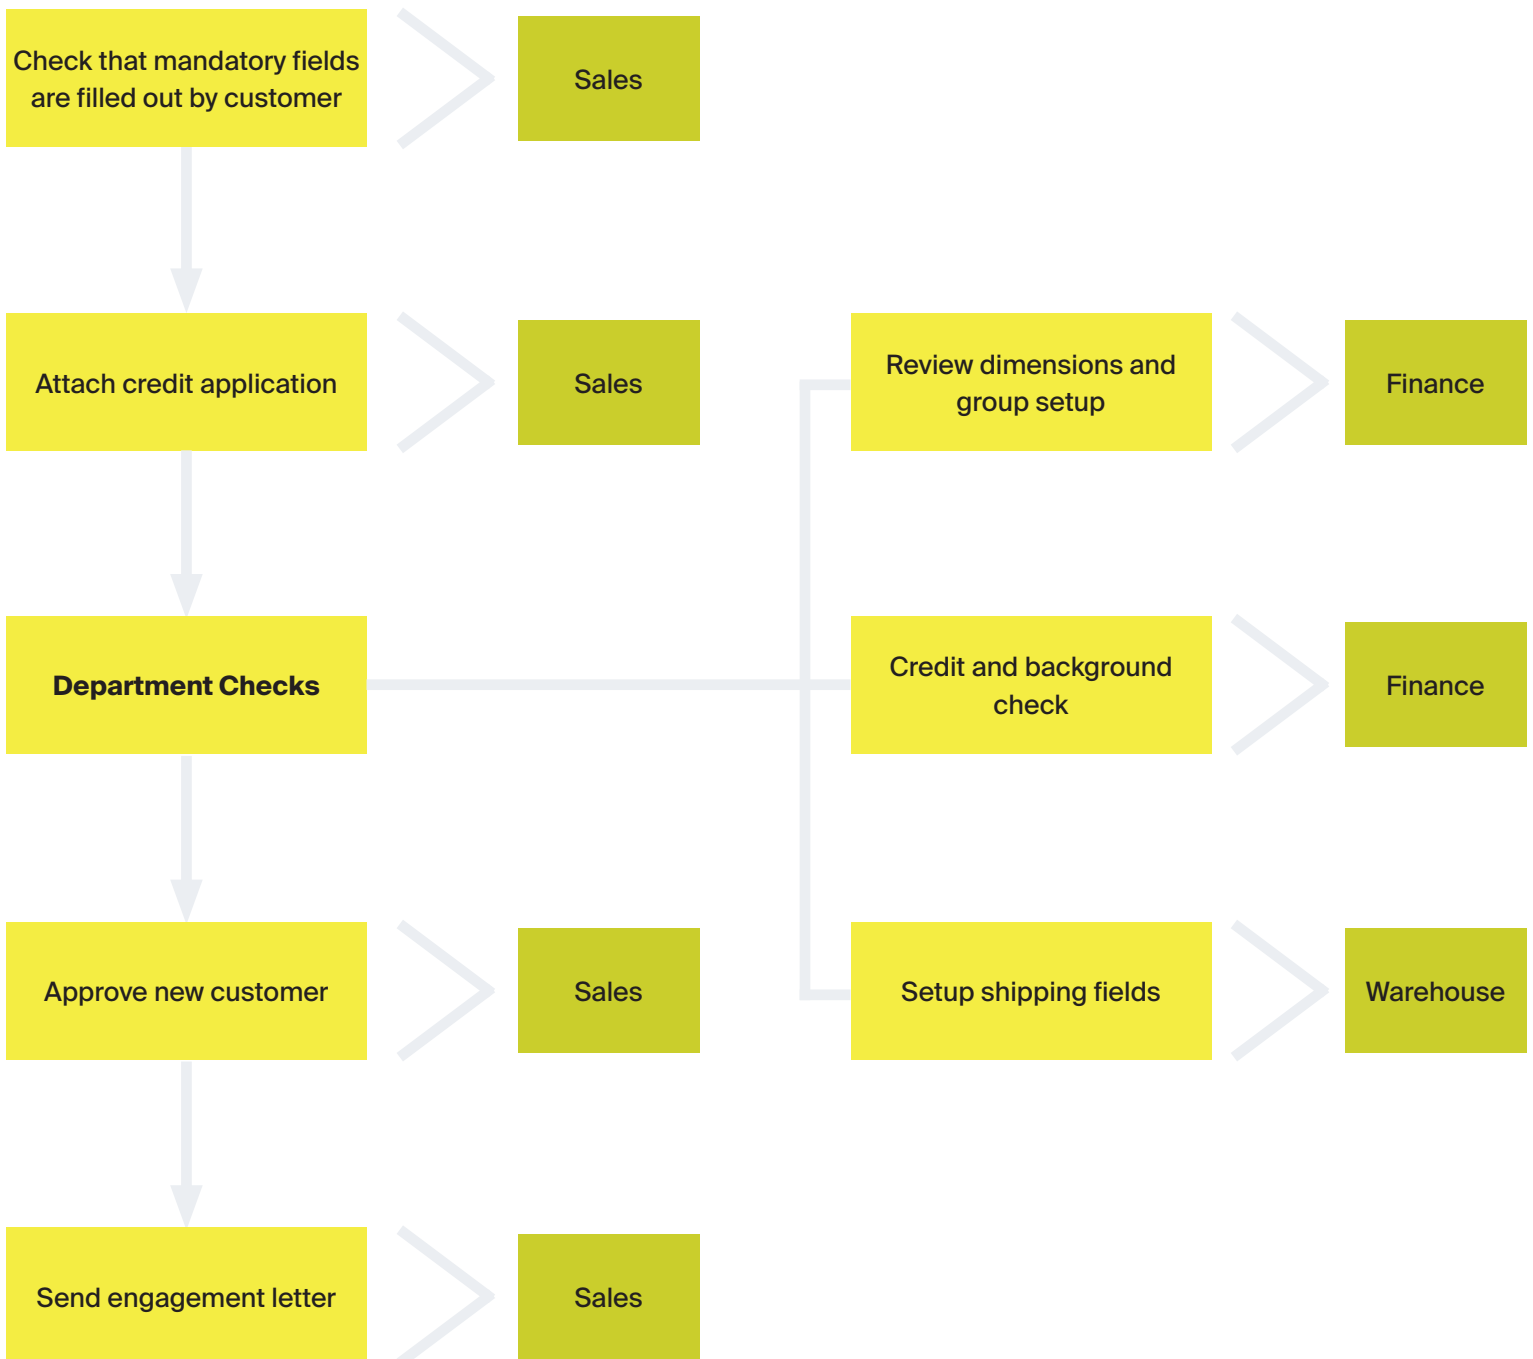 Check that mandatory fields
are filled out by customer
Sales
Attach credit application
Sales
Review dimensions and
group setup
Finance
Department Checks
Credit and background
check
Finance
Approve new customer
Sales
Setup shipping fields
Warehouse
Send engagement letter
Sales